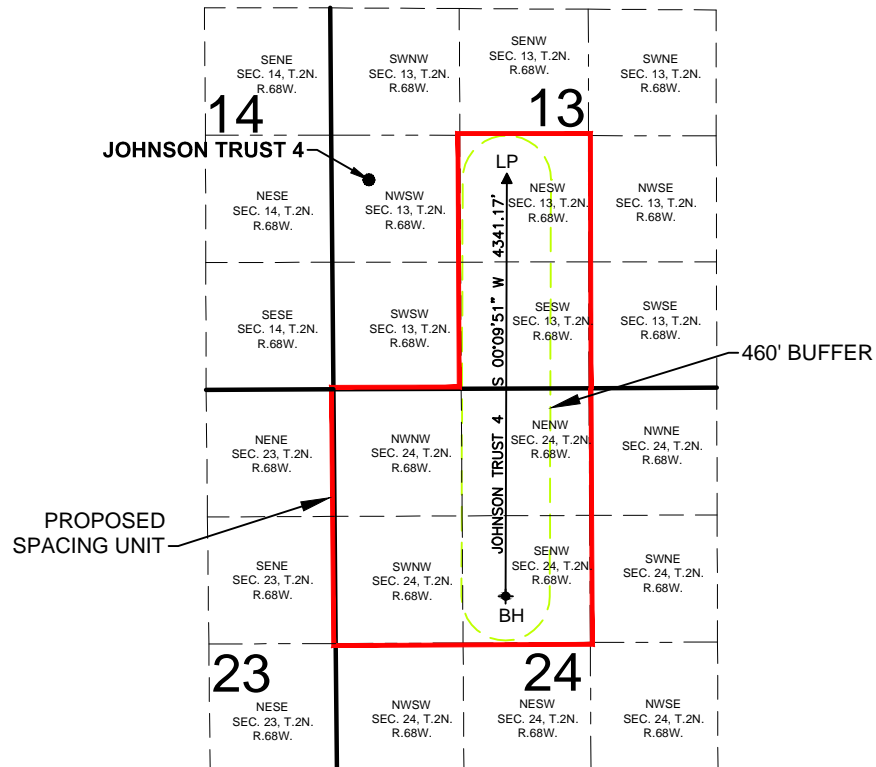 SENE
SEC. 14, T.2N.
R.68W.
SWNW
SEC. 13, T.2N.
R.68W.
SENW
SEC. 13, T.2N.
R.68W.
SWNE
SEC. 13, T.2N.
R.68W.
14
13
JOHNSON TRUST 4
LP
NESE
SEC. 14, T.2N.
R.68W.
NWSW
SEC. 13, T.2N.
R.68W.
NESW
SEC. 13, T.2N.
R.68W.
NWSE
SEC. 13, T.2N.
R.68W.
SESE
SEC. 14, T.2N.
R.68W.
SWSW
SEC. 13, T.2N.
R.68W.
SESW
SEC. 13, T.2N.
R.68W.
SWSE
SEC. 13, T.2N.
R.68W.
JOHNSON TRUST 4 S 00°09'51" W 4341.17'
460' BUFFER
NENE
SEC. 23, T.2N.
R.68W.
NWNW
SEC. 24, T.2N.
R.68W.
NENW
SEC. 24, T.2N.
R.68W.
NWNE
SEC. 24, T.2N.
R.68W.
PROPOSED
SPACING UNIT
SENE
SEC. 23, T.2N.
R.68W.
SWNW
SEC. 24, T.2N.
R.68W.
SENW
SEC. 24, T.2N.
R.68W.
SWNE
SEC. 24, T.2N.
R.68W.
BH
23
24
NESE
SEC. 23, T.2N.
R.68W.
NWSW
SEC. 24, T.2N.
R.68W.
NESW
SEC. 24, T.2N.
R.68W.
NWSE
SEC. 24, T.2N.
R.68W.